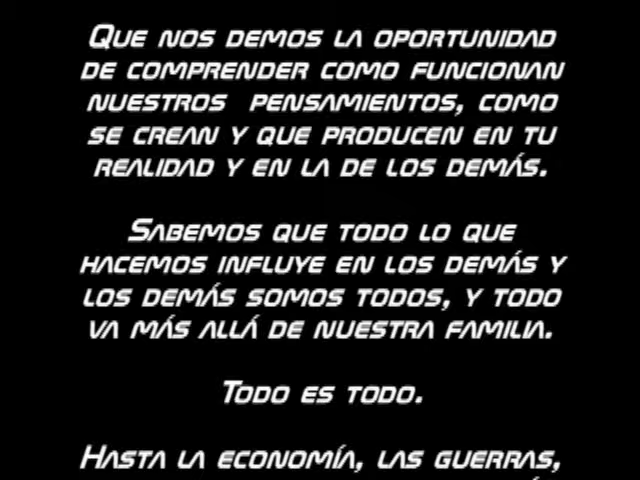 Que nos demos la oportunidad
de comprender como funcionan
nuestros pensamientos, como
se crean y que producen en tu
realidad y en la de los demás.
Sabemos que todo lo que
hacemos influye en los demás y
los demás somos todos, y todo
va más allá de nuestra familia.
Todo es todo.
Hasta la economía, las guerras,